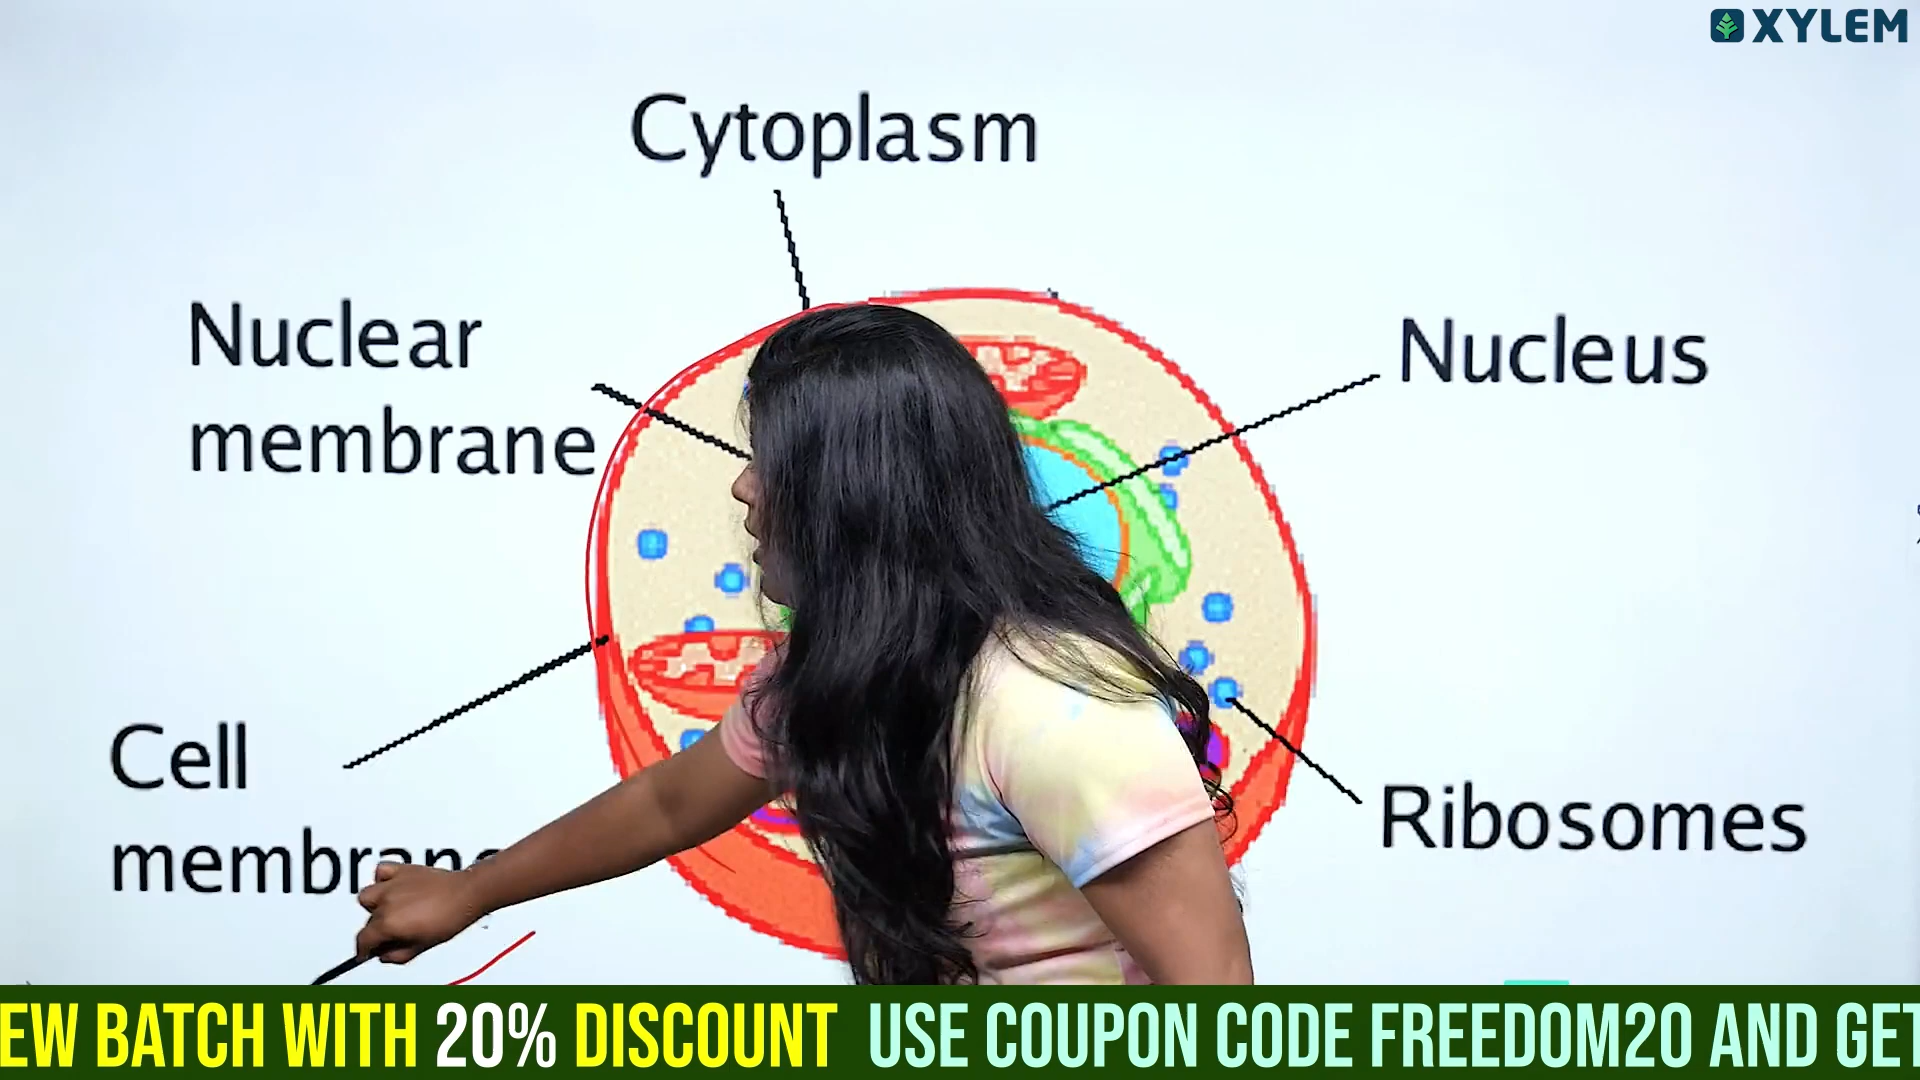 XYLEM
Cytoplasm
Nuclear
membrane
Nucleus
Cell
Ribosomes
EW BATCH WITH 20% DISCOUNT USE COUPON CODE FREEDOM20 AND GET